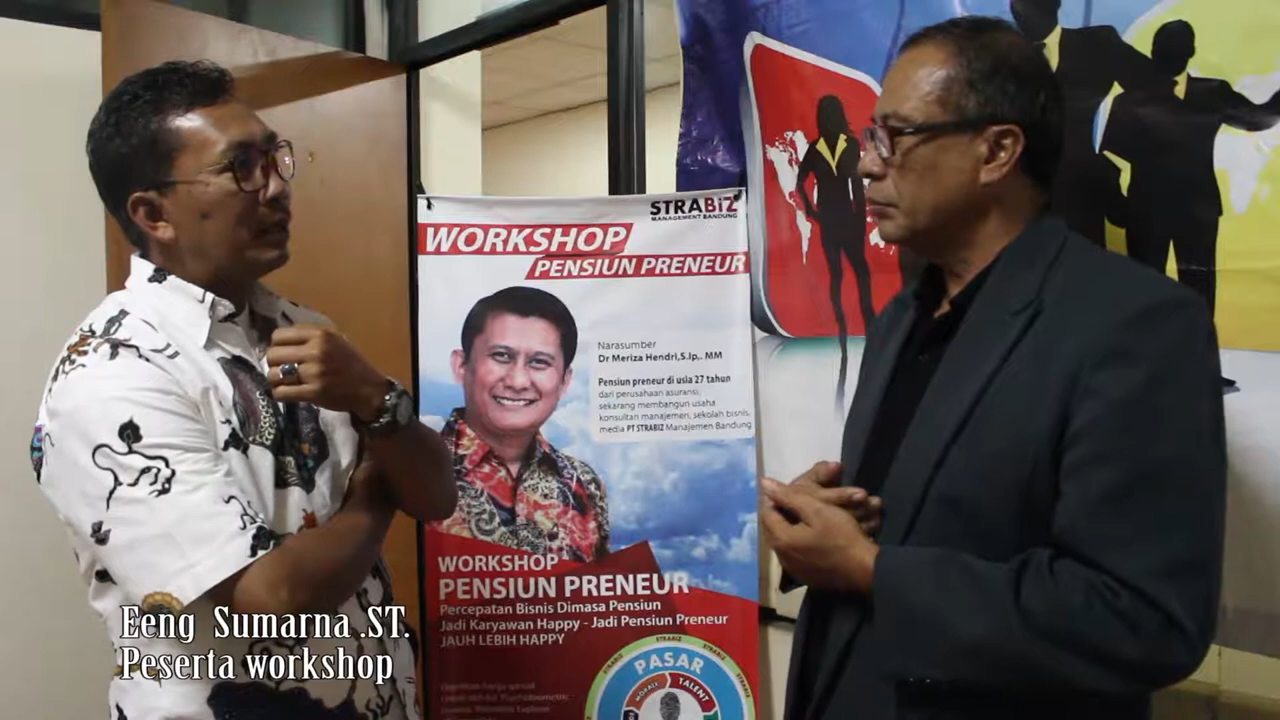 STRABIZ
MANAGEMENT BANDUNG
WORKSHOP
PENSIUN PRENEUR
Narasumber
Dr Meriza Hendri,S.Ip,. MM
Pensiun preneur di usia 27 tahun
dari perusahaan asuransi,
sekarang membangun usaha
konsultan manajemen, sekolah bisnis,
media PT STRABIZ Manajemen Bandung
WORKSHOP
PENSIUN PRENEUR
Percepatan Bisnis Dimasa Pensiun
Jadi Karyawan Happy - Jadi Pensiun Preneur
JAUH LEBIH HAPPY
PASAR
MORALE
TALENT
Eeng Sumarna .ST.
Peserta workshop